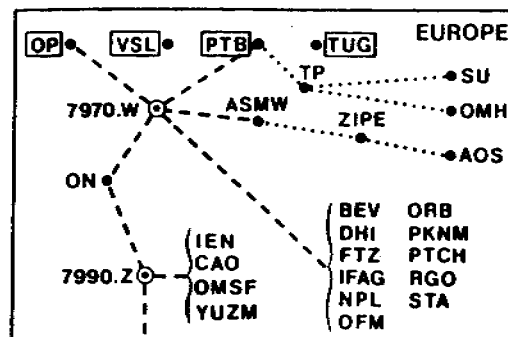 OP VSL PTB TUG EUROPE
TP SU
7970.W ASMW OMH
ZIPE
AOS
ON
BEV ORB
IEN DHI PKNM
CAO FTZ PTCH
7990.Z OMSF IFAG RGO
YUZM NPL STA
OFM